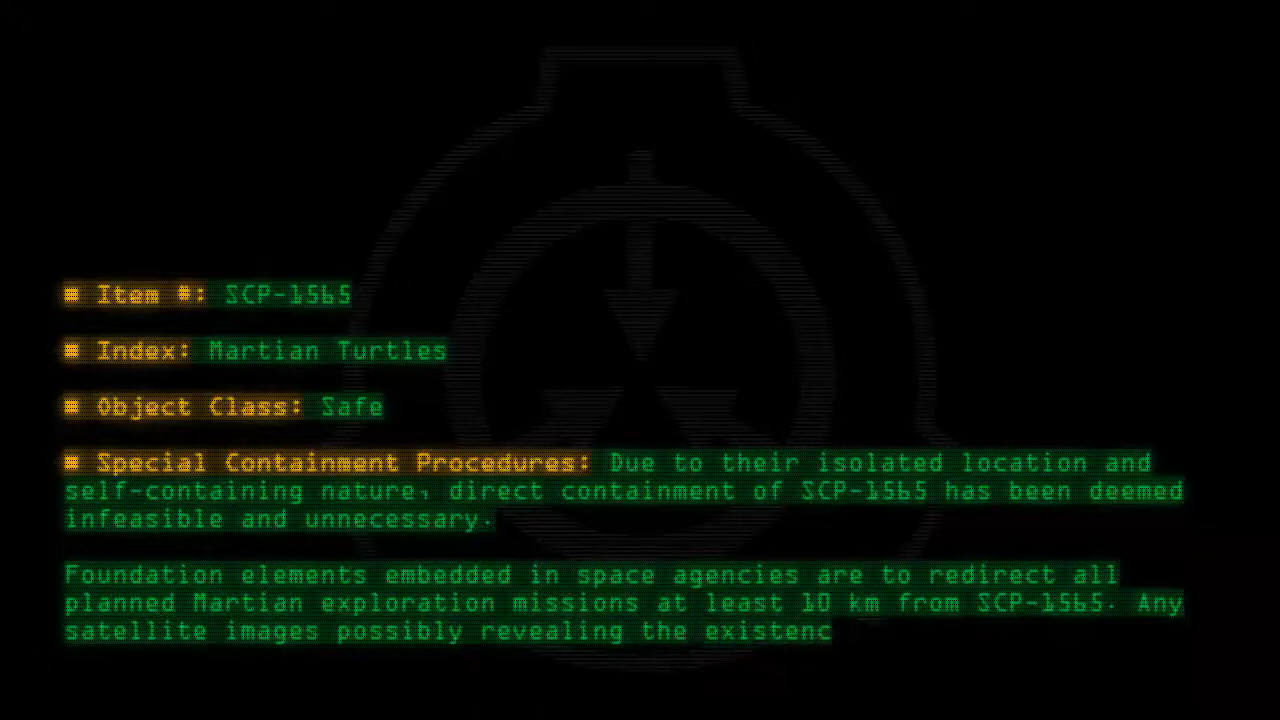 ■ Item #: SCP-1565
■ Index: Martian Turtles
■ Object Class: Safe
■ Special Containment Procedures: Due to their isolated location and
self-containing nature, direct containment of SCP-1565 has been deemed
infeasible and unnecessary.
Foundation elements embedded in space agencies are to redirect all
planned Martian exploration missions at least 10 km from SCP-1565. Any
satellite images possibly revealing the existenc